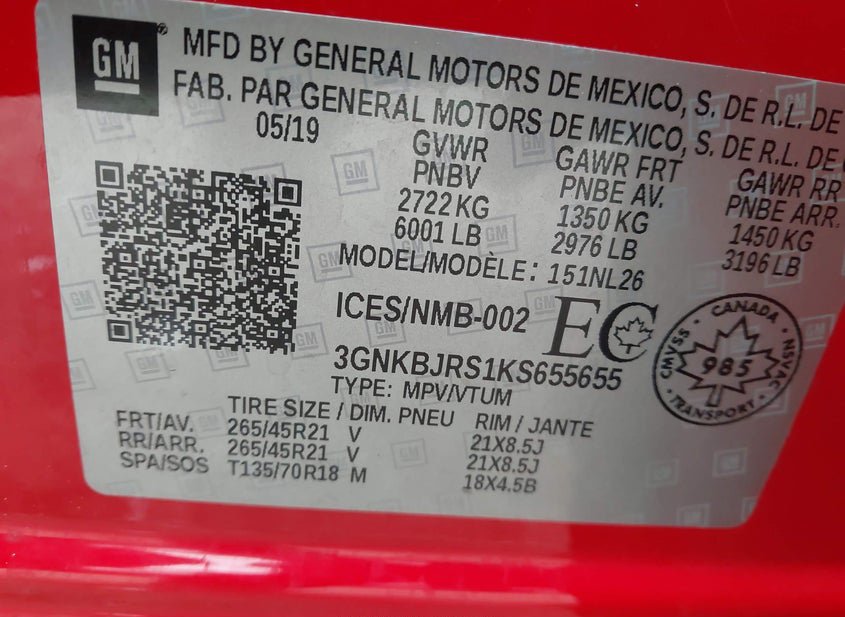 GM
MFD BY GENERAL MOTORS DE MEXICO, S. DE R.L. DE
FAB. PAR GENERAL MOTORS DE MEXICO, S. DE R.L. DE
05/19 GVWR GAWR FRT GAWR RR
PNBV PNBE AV. PNBE ARR.
2722 KG 1350 KG 1450 KG
6001 LB 2976 LB 3196 LB
MODEL/MODÈLE: 151NL26
ICES/NMB-002 EC
3GNKBJRS1KS655655
TYPE: MPV/VTUM
CANADA
CMVSS 985 NSVAC
TRANSPORT
TIRE SIZE / DIM. PNEU RIM / JANTE
FRT/AV. 265/45R21 V 21X8.5J
RR/ARR. 265/45R21 V 21X8.5J
SPA/SOS T135/70R18 M 18X4.5B